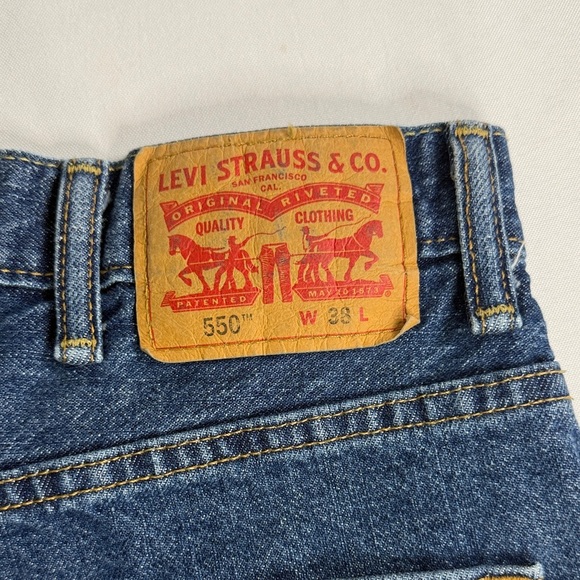 LEVI STRAUSS & CO.
SAN FRANCISCO
CAL.
ORIGINAL RIVETED
QUALITY CLOTHING
PATENTED MAY 20 1873
550™ W 38 L